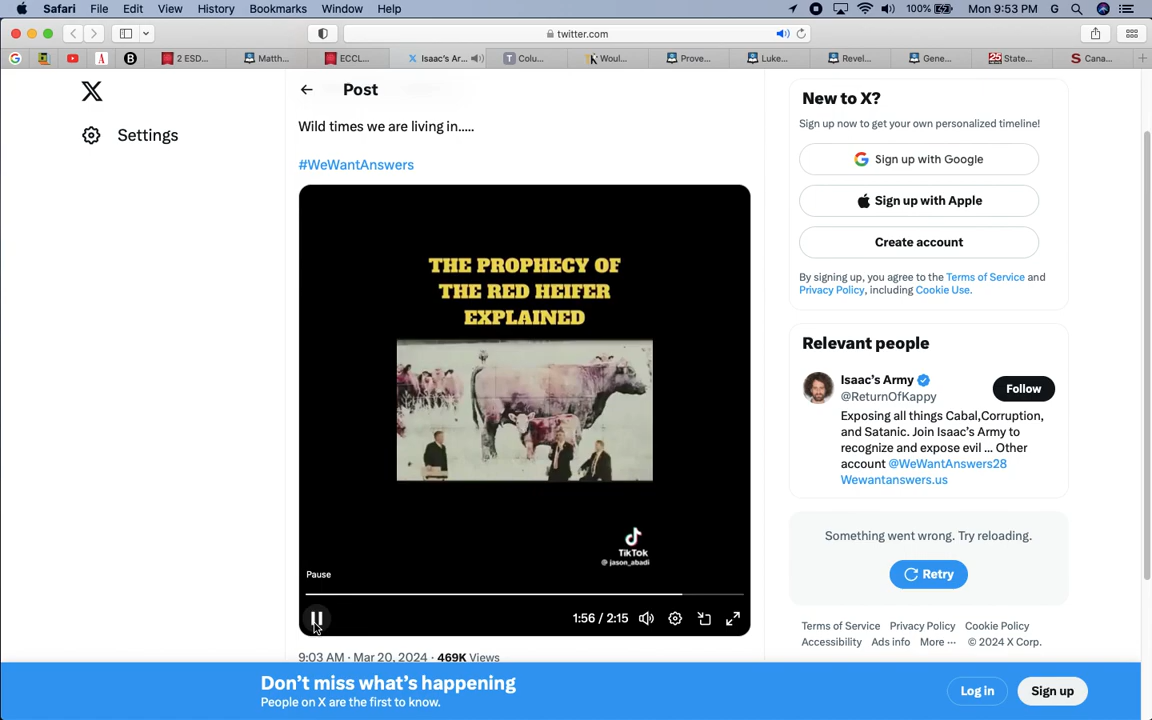 Safari File Edit View History Bookmarks Window Help 100% Mon 9:53 PM G
twitter.com
G A B 2 ESD... Matth... ECCL... X Isaac's Ar... T Colu... Woul... Prove... Luke... Revel... Gene... 25 State... S Cana...
Post
Settings
Wild times we are living in.....
#WeWantAnswers
THE PROPHECY OF
THE RED HEIFER
EXPLAINED
TikTok
@ jason_abadi
Pause
1:56 / 2:15
9:03 AM · Mar 20, 2024 · 469K Views
New to X?
Sign up now to get your own personalized timeline!
Sign up with Google
Sign up with Apple
Create account
By signing up, you agree to the Terms of Service and
Privacy Policy, including Cookie Use.
Relevant people
Isaac's Army
@ReturnOfKappy
Follow
Exposing all things Cabal,Corruption,
and Satanic. Join Isaac's Army to
recognize and expose evil ... Other
account @WeWantAnswers28
Wewantanswers.us
Something went wrong. Try reloading.
Retry
Terms of Service Privacy Policy Cookie Policy
Accessibility Ads info More ··· © 2024 X Corp.
Don't miss what's happening
People on X are the first to know.
Log in
Sign up